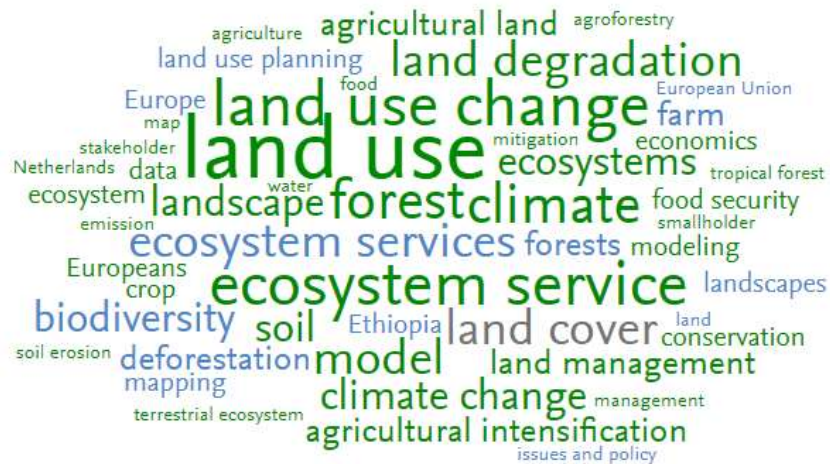 agriculture agricultural land agroforestry
land use planning land degradation
Europe land use change food European Union farm
map land use mitigation economics
stakeholder
Netherlands data ecosystems tropical forest
ecosystem landscape water forest climate food security
emission smallholder
ecosystem services forests modeling
Europeans ecosystem service landscapes
crop
biodiversity soil Ethiopia land cover land conservation
soil erosion deforestation model land management
mapping climate change management
terrestrial ecosystem agricultural intensification
issues and policy